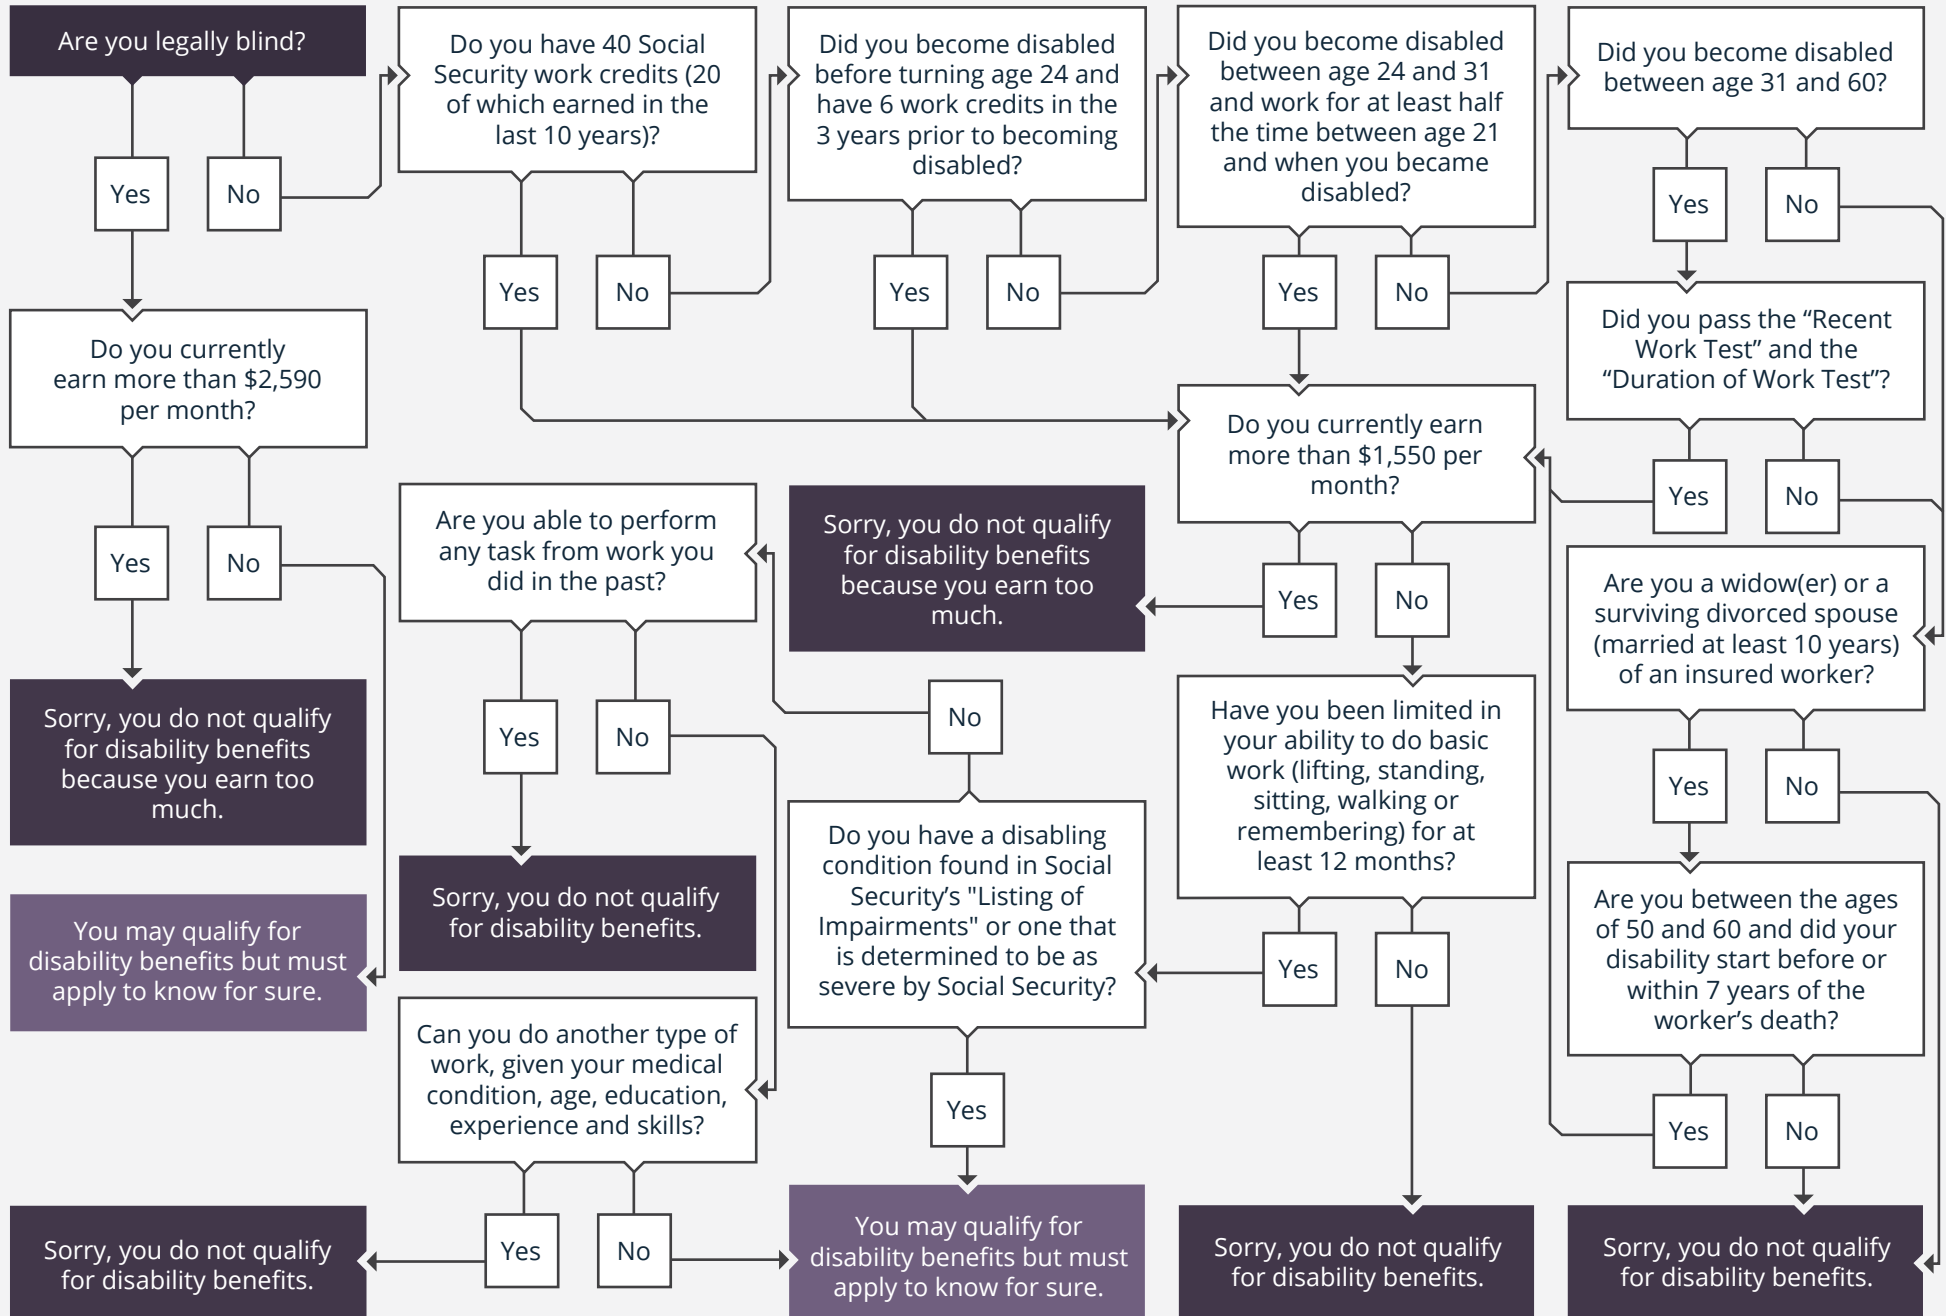 Are you legally blind?
Yes
No
Do you currently
earn more than $2,590
per month?
Yes
No
Sorry, you do not qualify
for disability benefits
because you earn too
much.
You may qualify for
disability benefits but must
apply to know for sure.
Do you have 40 Social
Security work credits (20
of which earned in the
last 10 years)?
Yes
No
Did you become disabled
before turning age 24 and
have 6 work credits in the
3 years prior to becoming
disabled?
Yes
No
Did you become disabled
between age 24 and 31
and work for at least half
the time between age 21
and when you became
disabled?
Yes
No
Did you become disabled
between age 31 and 60?
Yes
No
Did you pass the “Recent
Work Test” and the
“Duration of Work Test”?
Yes
No
Are you a widow(er) or a
surviving divorced spouse
(married at least 10 years)
of an insured worker?
Yes
No
Are you between the ages
of 50 and 60 and did your
disability start before or
within 7 years of the
worker’s death?
Yes
No
Sorry, you do not qualify
for disability benefits.
Do you currently earn
more than $1,550 per
month?
Yes
No
Sorry, you do not qualify
for disability benefits
because you earn too
much.
Have you been limited in
your ability to do basic
work (lifting, standing,
sitting, walking or
remembering) for at
least 12 months?
Yes
No
Sorry, you do not qualify
for disability benefits.
Do you have a disabling
condition found in Social
Security’s "Listing of
Impairments" or one that
is determined to be as
severe by Social Security?
No
Yes
You may qualify for
disability benefits but must
apply to know for sure.
Are you able to perform
any task from work you
did in the past?
Yes
No
Sorry, you do not qualify
for disability benefits.
Can you do another type of
work, given your medical
condition, age, education,
experience and skills?
Yes
No
Sorry, you do not qualify
for disability benefits.